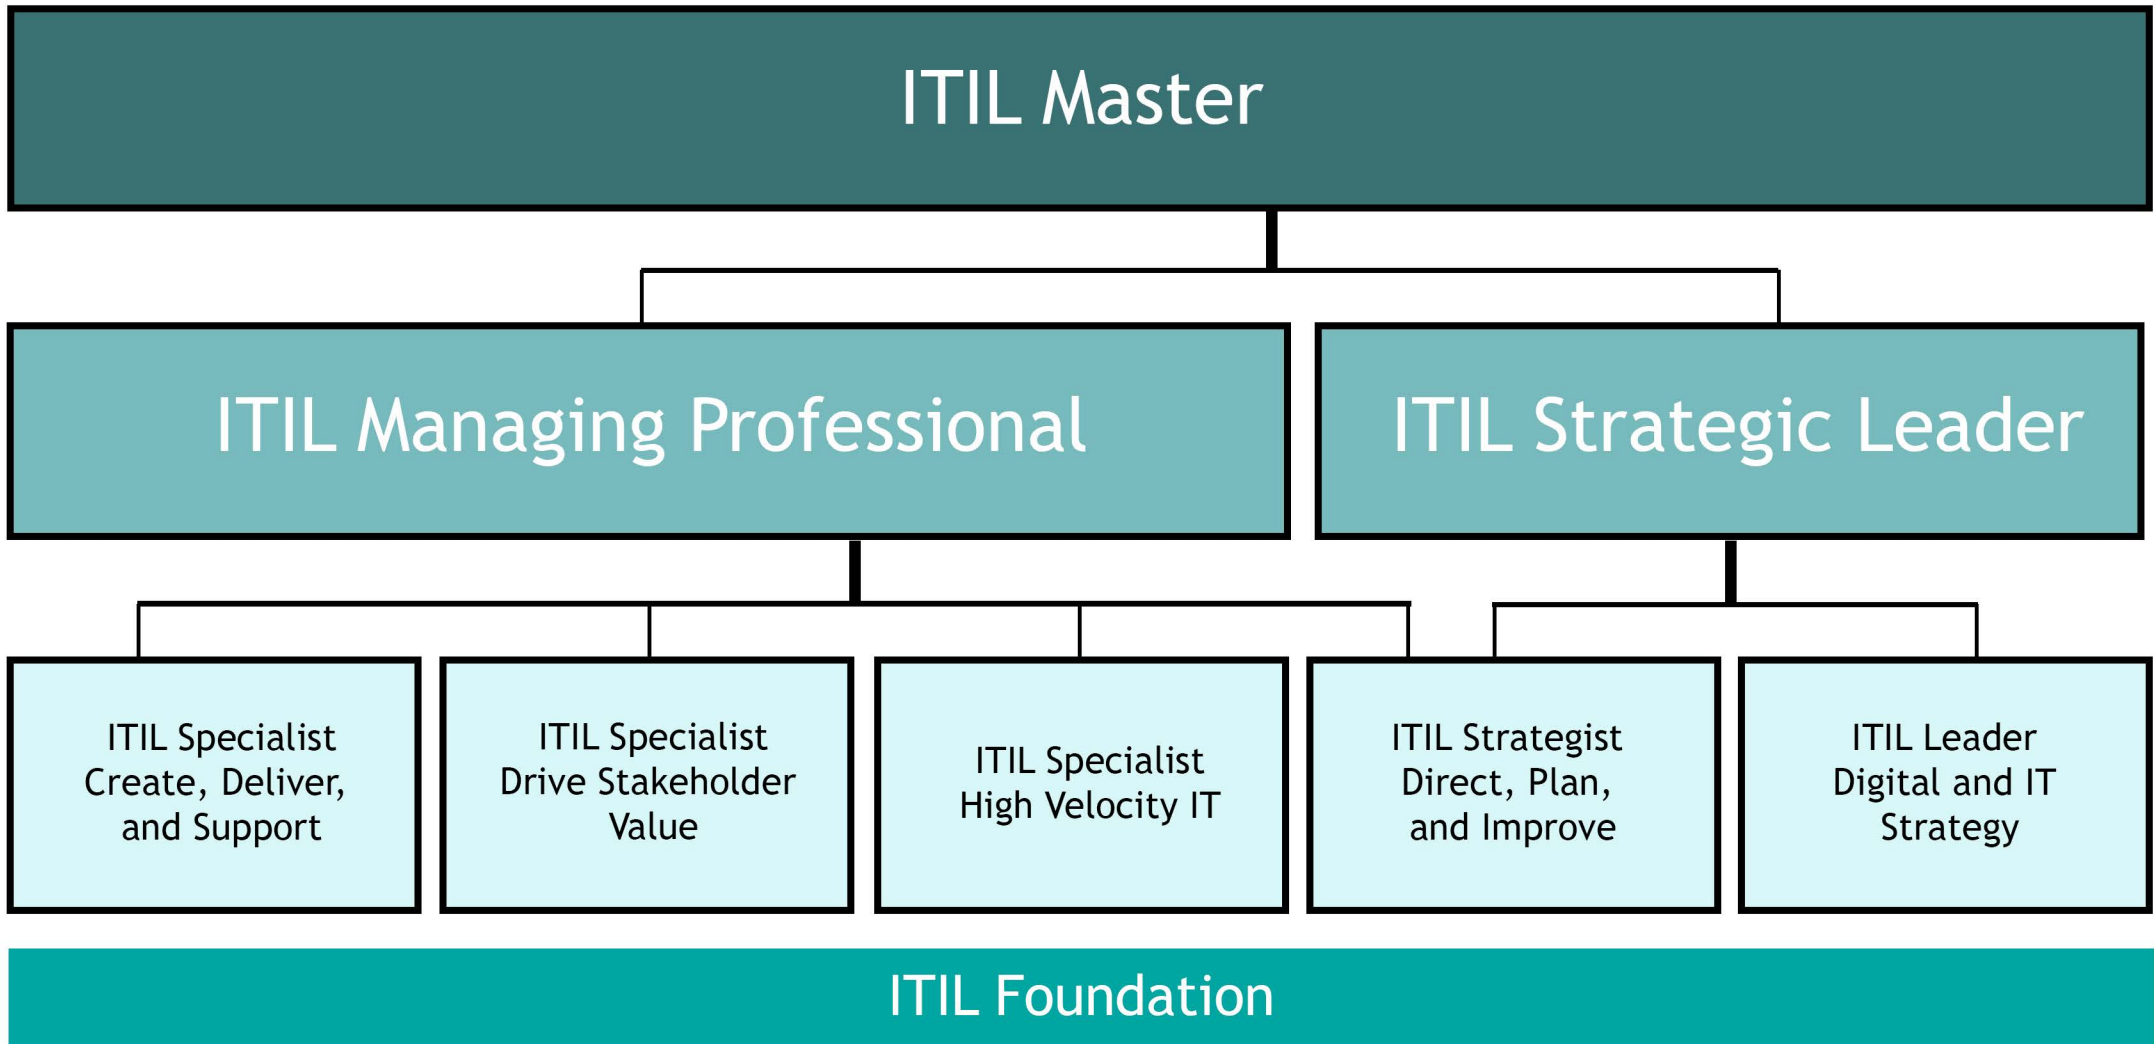 ITIL Master
ITIL Managing Professional
ITIL Strategic Leader
ITIL Specialist
Create, Deliver,
and Support
ITIL Specialist
Drive Stakeholder
Value
ITIL Specialist
High Velocity IT
ITIL Strategist
Direct, Plan,
and Improve
ITIL Leader
Digital and IT
Strategy
ITIL Foundation